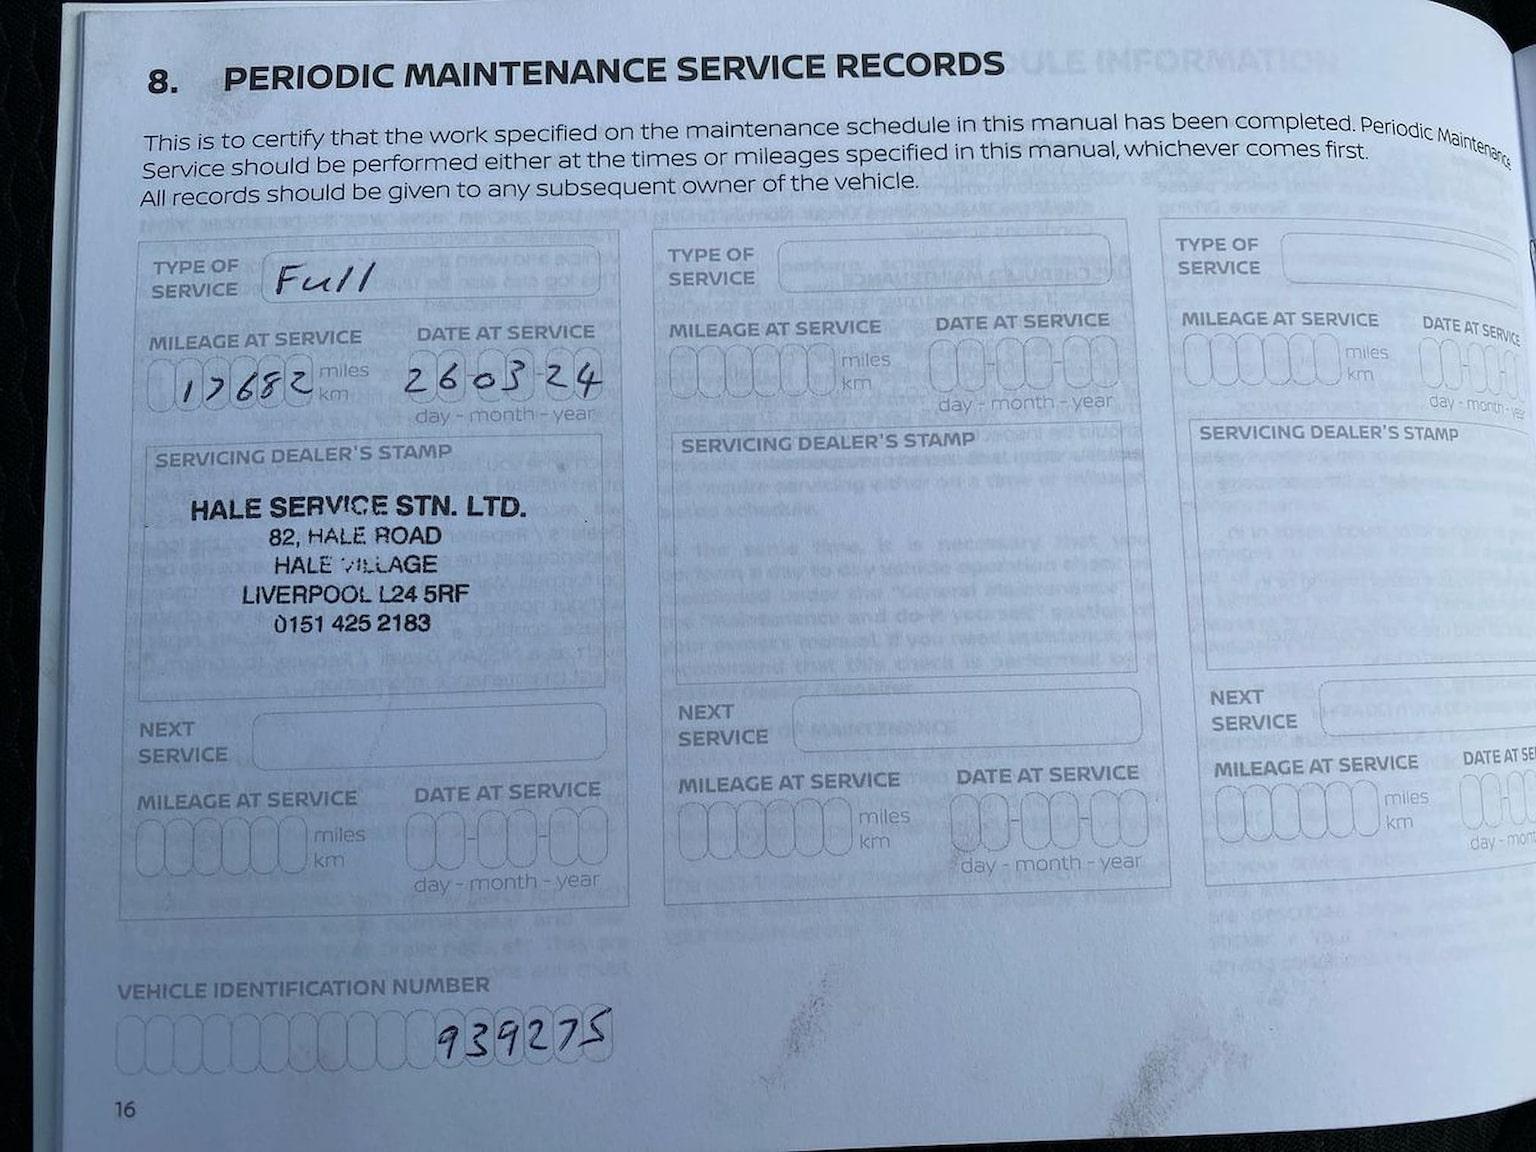 8. PERIODIC MAINTENANCE SERVICE RECORDS
This is to certify that the work specified on the maintenance schedule in this manual has been completed. Periodic Maintenance
Service should be performed either at the times or mileages specified in this manual, whichever comes first.
All records should be given to any subsequent owner of the vehicle.
TYPE OF
SERVICE Full
MILEAGE AT SERVICE DATE AT SERVICE
17682 miles
km
26-03-24
day - month - year
SERVICING DEALER'S STAMP
HALE SERVICE STN. LTD.
82, HALE ROAD
HALE VILLAGE
LIVERPOOL L24 5RF
0151 425 2183
NEXT
SERVICE
MILEAGE AT SERVICE DATE AT SERVICE
miles
km
day - month - year
TYPE OF
SERVICE
MILEAGE AT SERVICE DATE AT SERVICE
miles
km
day - month - year
SERVICING DEALER'S STAMP
NEXT
SERVICE
MILEAGE AT SERVICE DATE AT SERVICE
miles
km
day - month - year
TYPE OF
SERVICE
MILEAGE AT SERVICE DATE AT SERVICE
miles
km
day - month - year
SERVICING DEALER'S STAMP
NEXT
SERVICE
MILEAGE AT SERVICE DATE AT
miles
km
day -
VEHICLE IDENTIFICATION NUMBER
939275
16